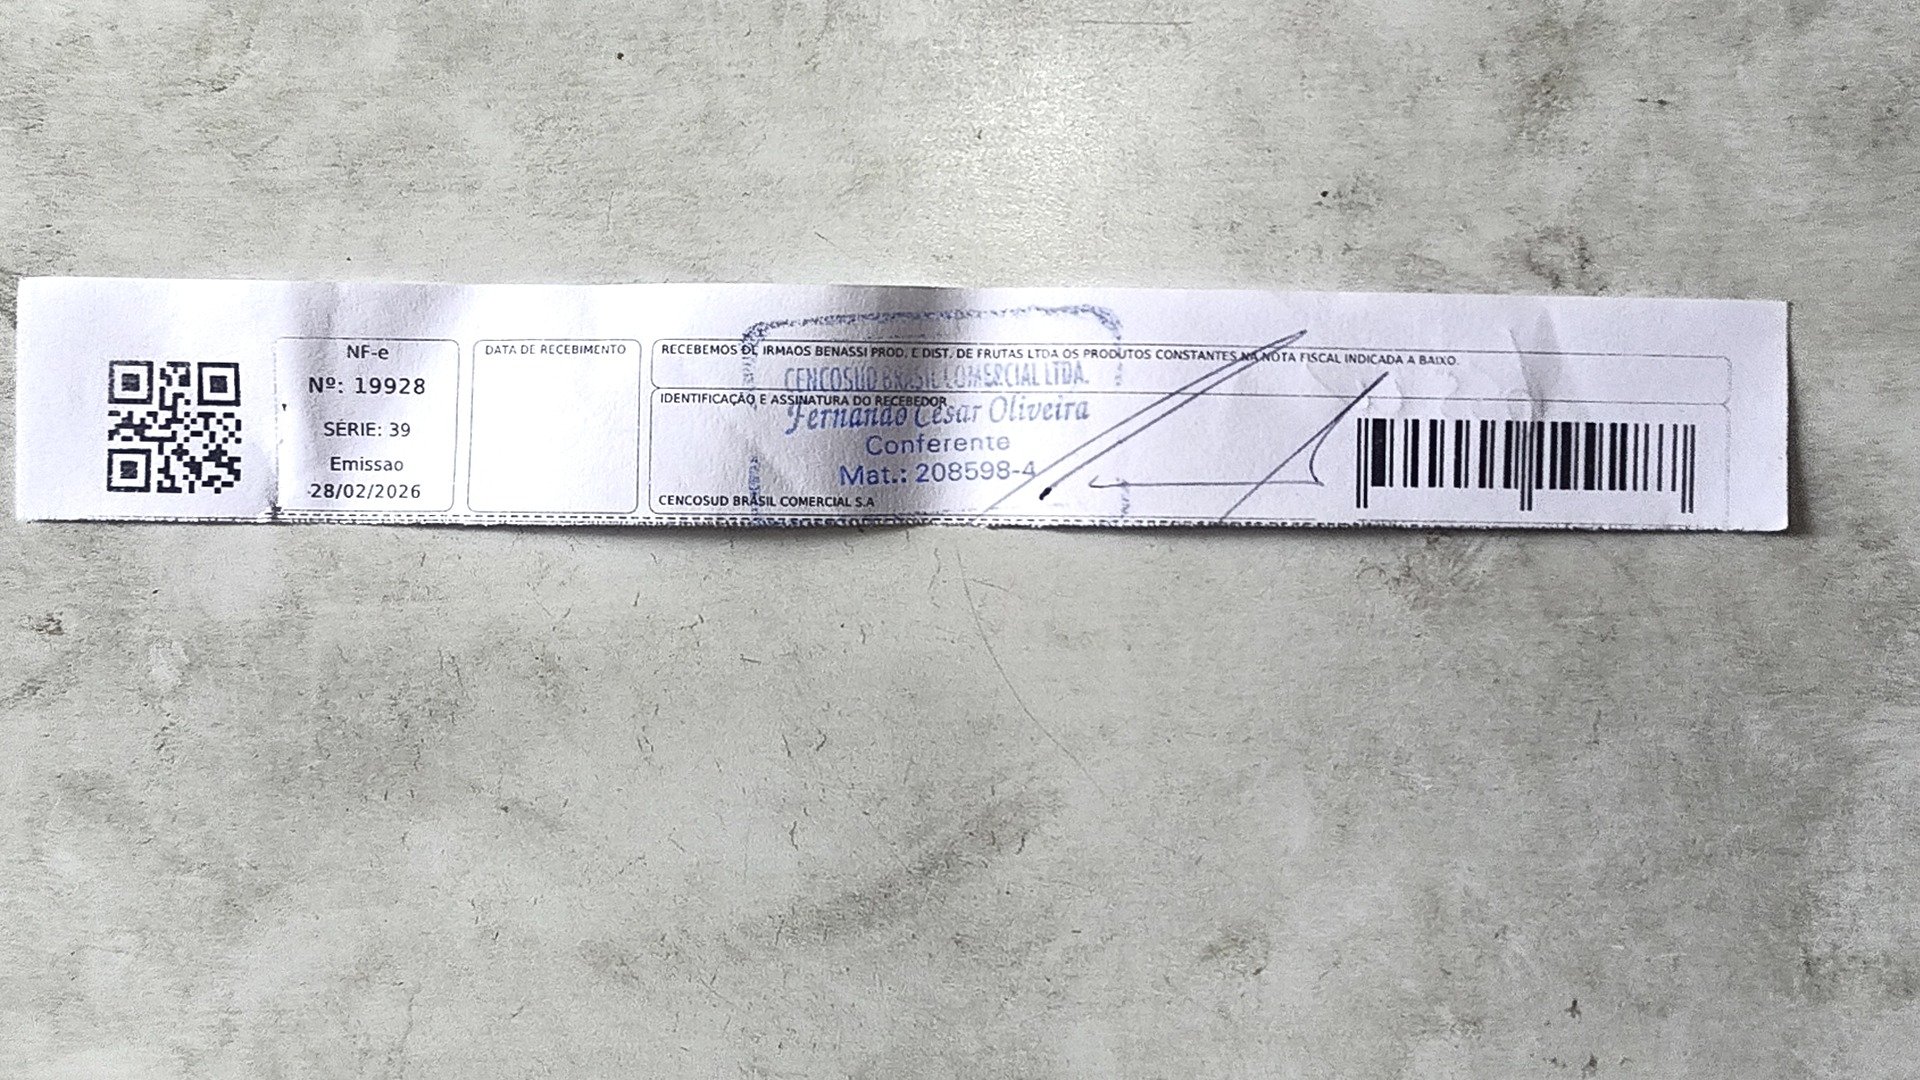 NF-e
Nº: 19928
SÉRIE: 39
Emissao
28/02/2026
DATA DE RECEBIMENTO
RECEBEMOS DE IRMAOS BENASSI PROD. E DIST. DE FRUTAS LTDA OS PRODUTOS CONSTANTES NA NOTA FISCAL INDICADA A BAIXO.
CENCOSUD BRASIL COMERCIAL LTDA.
IDENTIFICAÇÃO E ASSINATURA DO RECEBEDOR
Fernando César Oliveira
Conferente
Mat.: 208598-4
CENCOSUD BRASIL COMERCIAL S.A